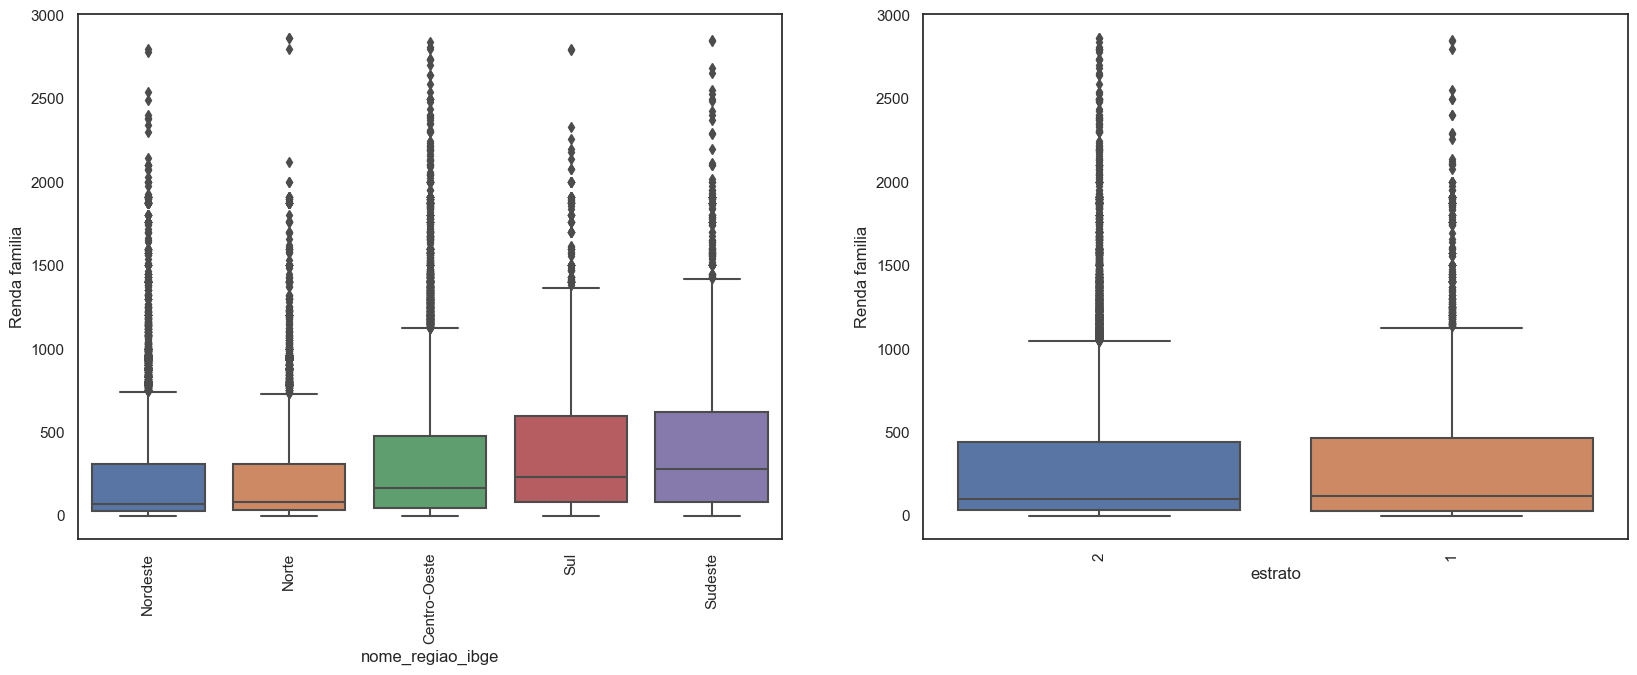 3000
2500
2000
1500
1000
500
0
Renda familia
Nordeste
Norte
Centro-Oeste
Sul
Sudeste
nome_regiao_ibge
3000
2500
2000
1500
1000
500
0
Renda familia
2
1
estrato